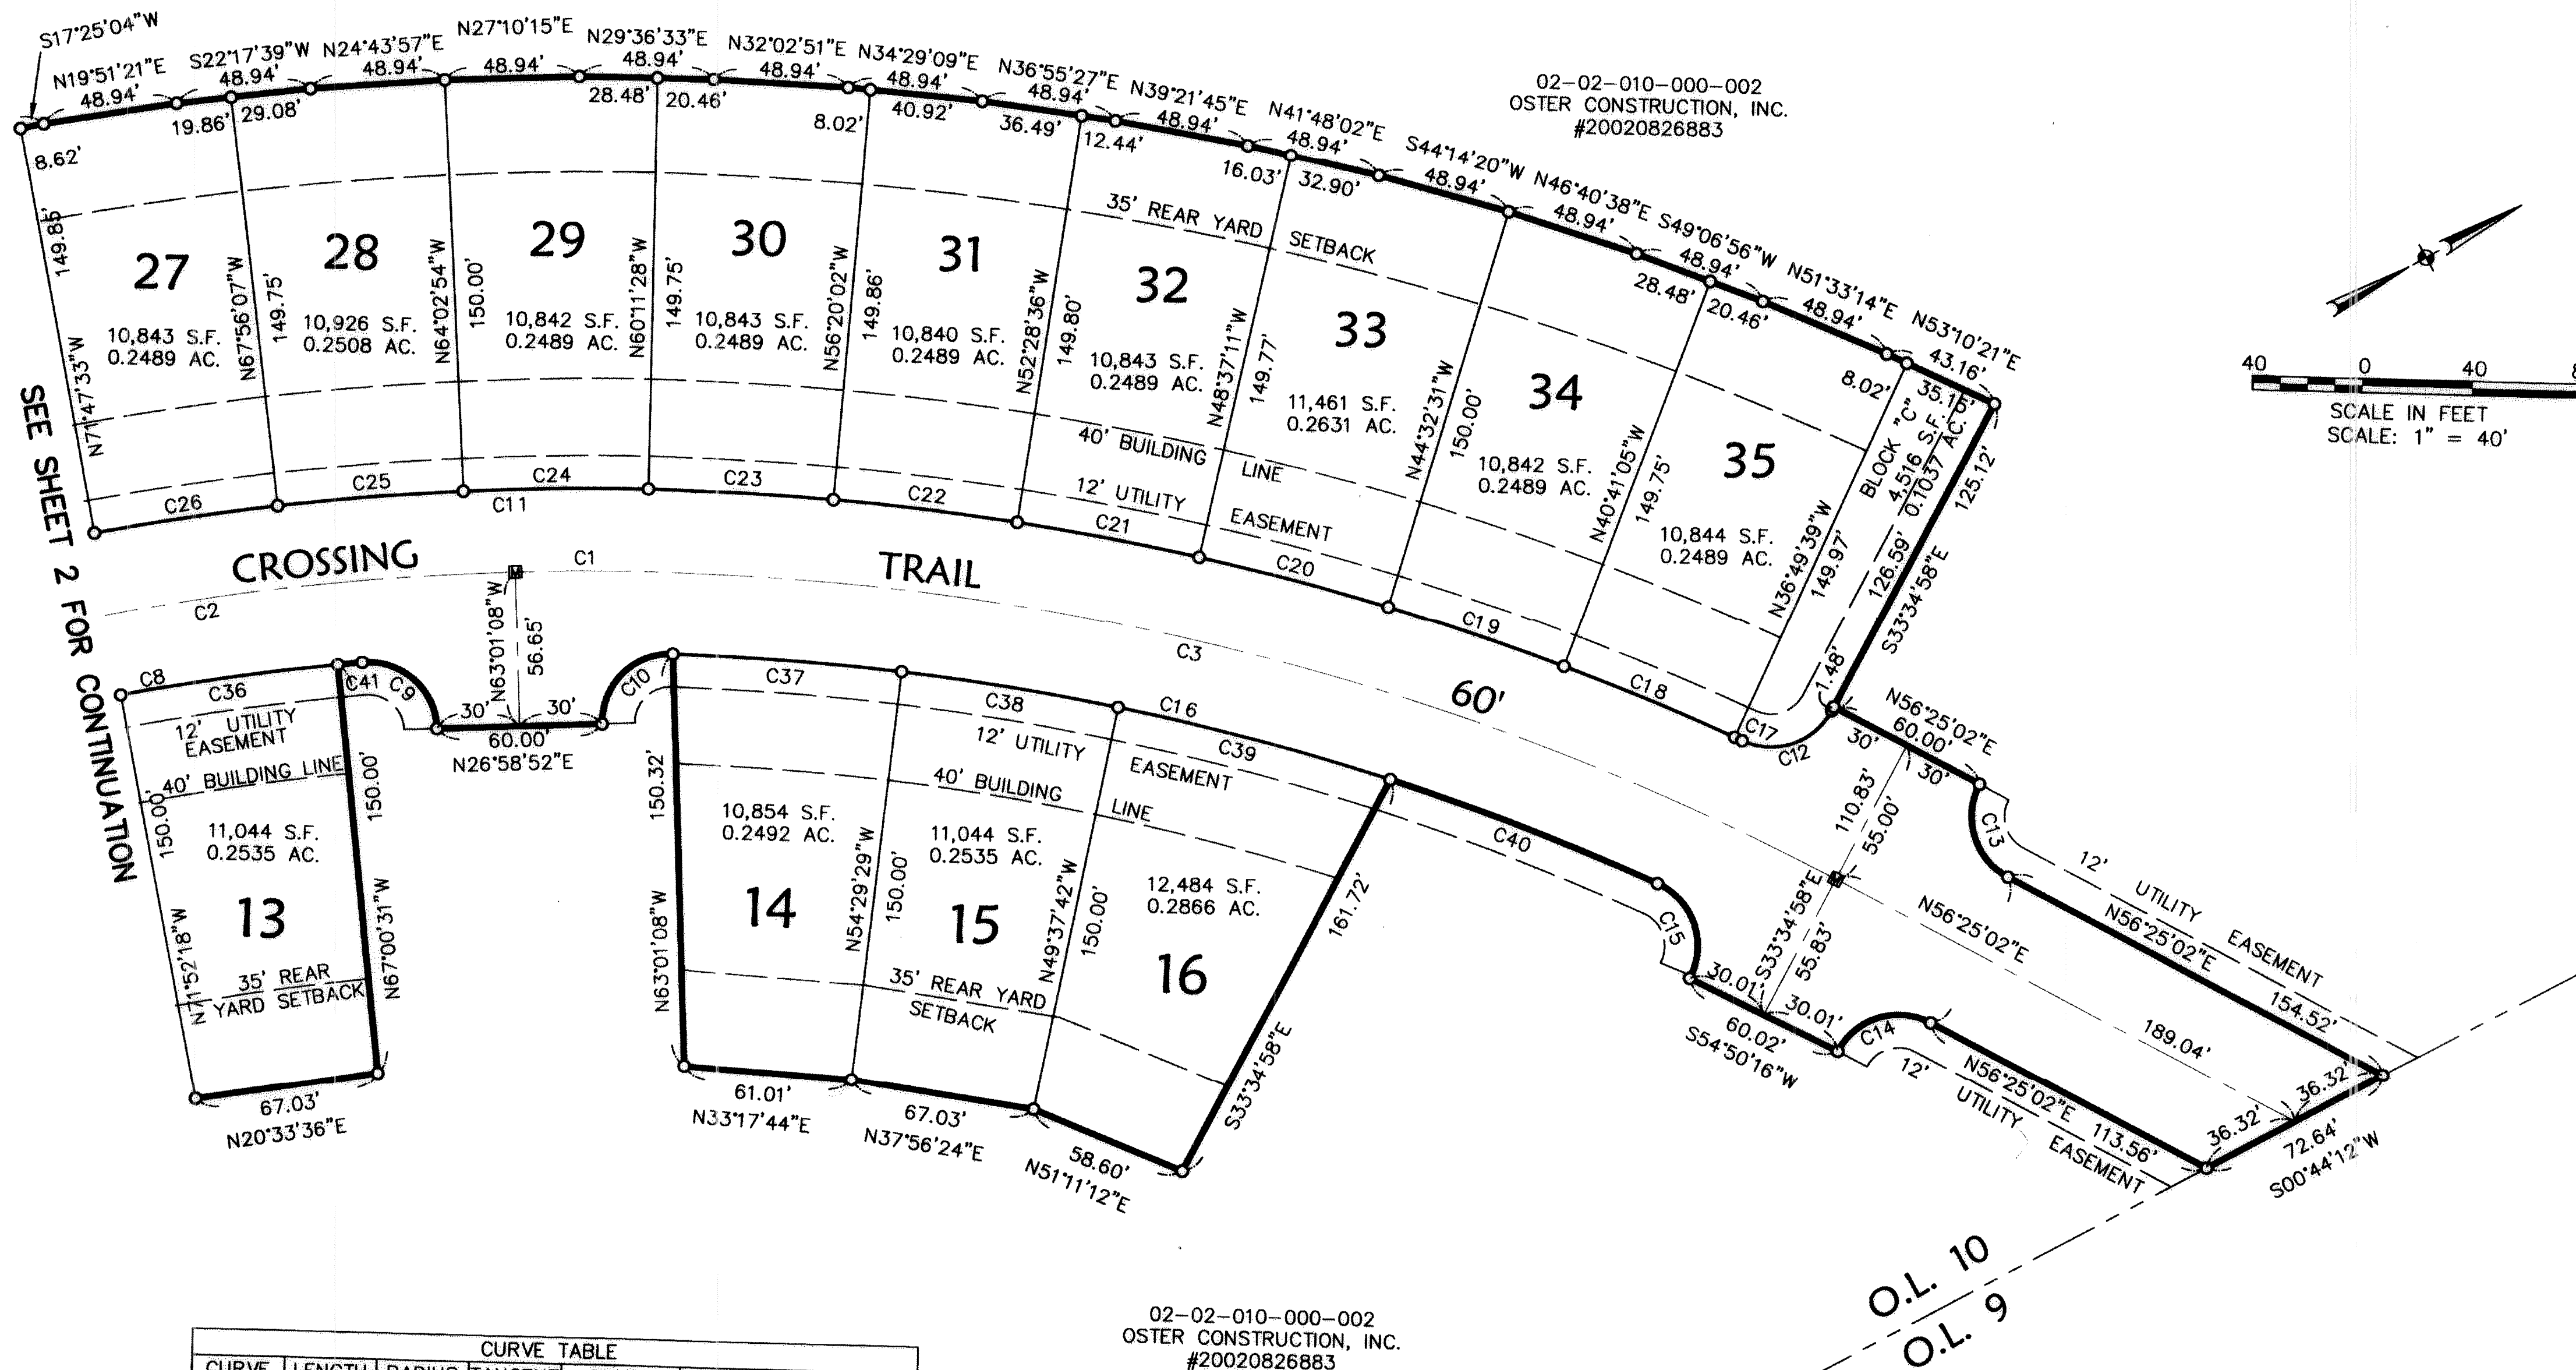 S17°25'04"W
N19°51'21"E
S22°17'39"W
N24°43'57"E
N27°10'15"E
N29°36'33"E
N32°02'51"E
N34°29'09"E
N36°55'27"E
N39°21'45"E
N41°48'02"E
S44°14'20"W
N46°40'38"E
S49°06'56"W
N51°33'14"E
N53°10'21"E
48.94'
48.94'
48.94'
48.94'
48.94'
48.94'
48.94'
48.94'
48.94'
48.94'
48.94'
48.94'
48.94'
48.94'
43.16'
8.62'
19.86'
29.08'
28.48'
20.46'
8.02'
40.92'
36.49'
12.44'
16.03'
32.90'
28.48'
20.46'
8.02'
35.15'
02-02-010-000-002
OSTER CONSTRUCTION, INC.
#20020826883
40 0 40
SCALE IN FEET
SCALE: 1" = 40'
SEE SHEET 2 FOR CONTINUATION
149.85'
N71°47'33"W
27
10,843 S.F.
0.2489 AC.
N67°56'07"W
149.75'
28
10,926 S.F.
0.2508 AC.
N64°02'54"W
150.00'
29
10,842 S.F.
0.2489 AC.
N60°11'28"W
149.75'
30
10,843 S.F.
0.2489 AC.
N56°20'02"W
149.86'
31
10,840 S.F.
0.2489 AC.
N52°28'36"W
149.80'
32
10,843 S.F.
0.2489 AC.
N48°37'11"W
149.77'
33
11,461 S.F.
0.2631 AC.
N44°32'31"W
150.00'
34
10,842 S.F.
0.2489 AC.
N40°41'05"W
149.75'
35
10,844 S.F.
0.2489 AC.
N36°49'39"W
149.97'
BLOCK "C"
4,516 S.F.
0.1037 AC.
126.59'
125.12'
S33°34'58"E
1.48'
35' REAR YARD SETBACK
40' BUILDING LINE
12' UTILITY EASEMENT
C26
C25
C11
C24
C23
C22
C21
C20
C19
C18
C17
C12
CROSSING TRAIL
C1
C2
C3
60'
N63°01'08"W
56.65'
30'
30'
60.00'
N26°58'52"E
C8
C36
C41
C9
C10
C37
C38
C16
C39
C40
C15
C14
C13
12' UTILITY
EASEMENT
40' BUILDING LINE
150.00'
N71°52'18"W
11,044 S.F.
0.2535 AC.
13
35' REAR
YARD SETBACK
150.00'
N67°00'31"W
67.03'
N20°33'36"E
150.32'
N63°01'08"W
10,854 S.F.
0.2492 AC.
14
61.01'
N33°17'44"E
N54°29'29"W
150.00'
11,044 S.F.
0.2535 AC.
15
67.03'
N37°56'24"E
N49°37'42"W
150.00'
12,484 S.F.
0.2866 AC.
16
58.60'
N51°11'12"E
161.72'
S33°34'58"E
12' UTILITY EASEMENT
40' BUILDING LINE
35' REAR YARD
SETBACK
N56°25'02"E
60.00'
30'
30'
110.83'
55.00'
S33°34'58"E
55.83'
30.01'
30.01'
60.02'
S54°50'16"W
12' UTILITY EASEMENT
N56°25'02"E
154.52'
N56°25'02"E
189.04'
N56°25'02"E
113.56'
12' UTILITY EASEMENT
36.32'
36.32'
72.64'
S00°44'12"W
O.L. 10
O.L. 9
02-02-010-000-002
OSTER CONSTRUCTION, INC.
#20020826883
CURVE TABLE
CURVE LENGTH RADIUS TANGENT